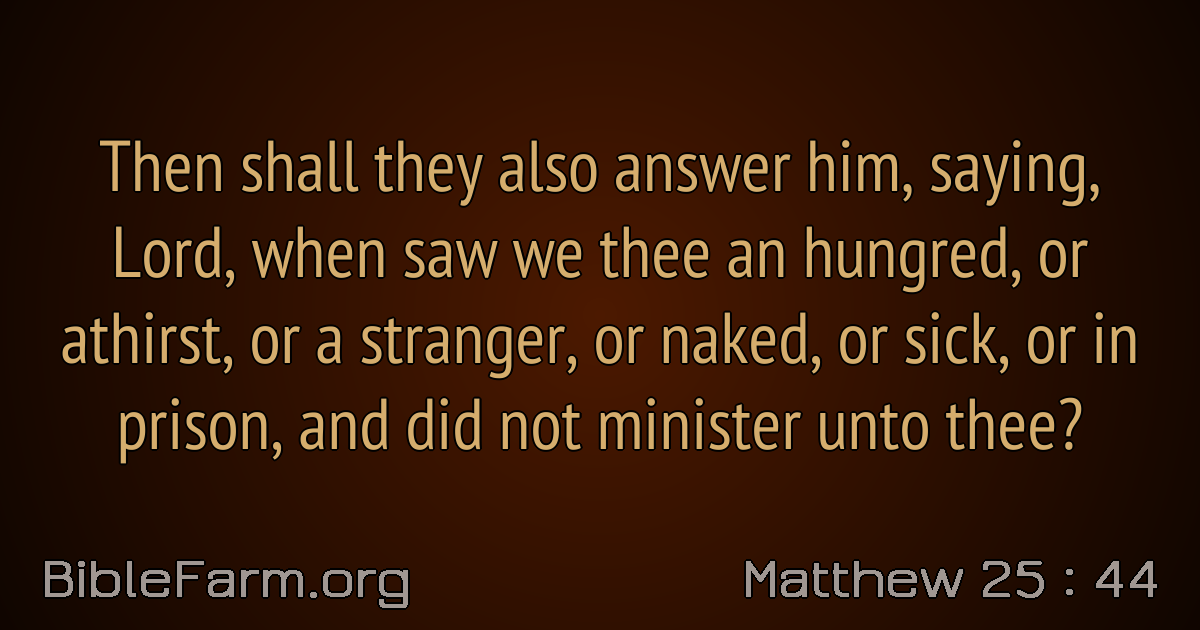 Then shall they also answer him, saying,
Lord, when saw we thee an hungred, or
athirst, or a stranger, or naked, or sick, or in
prison, and did not minister unto thee?
BibleFarm.org
Matthew 25 : 44